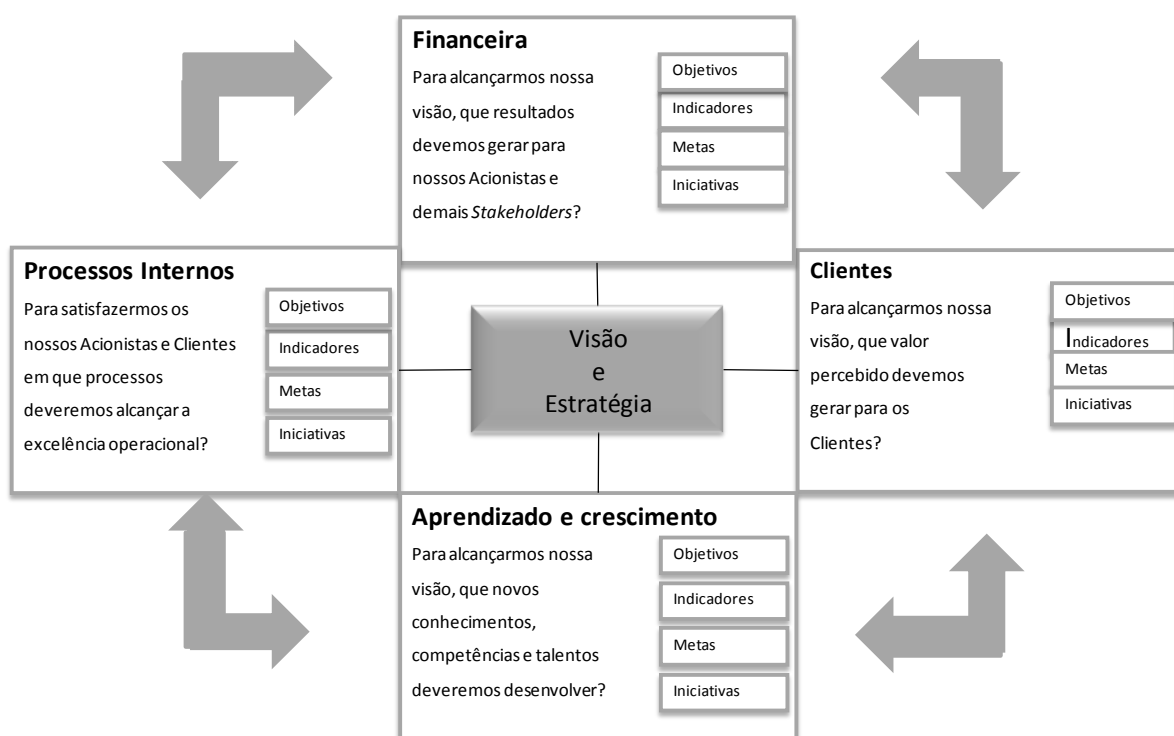 Financeira
Para alcançarmos nossa
visão, que resultados
devemos gerar para
nossos Acionistas e
demais Stakeholders?
Objetivos
Indicadores
Metas
Iniciativas
Processos Internos
Para satisfazermos os
nossos Acionistas e Clientes
em que processos
deveremos alcançar a
excelência operacional?
Objetivos
Indicadores
Metas
Iniciativas
Visão
e
Estratégia
Clientes
Para alcançarmos nossa
visão, que valor
percebido devemos
gerar para os
Clientes?
Objetivos
Indicadores
Metas
Iniciativas
Aprendizado e crescimento
Para alcançarmos nossa
visão, que novos
conhecimentos,
competências e talentos
deveremos desenvolver?
Objetivos
Indicadores
Metas
Iniciativas